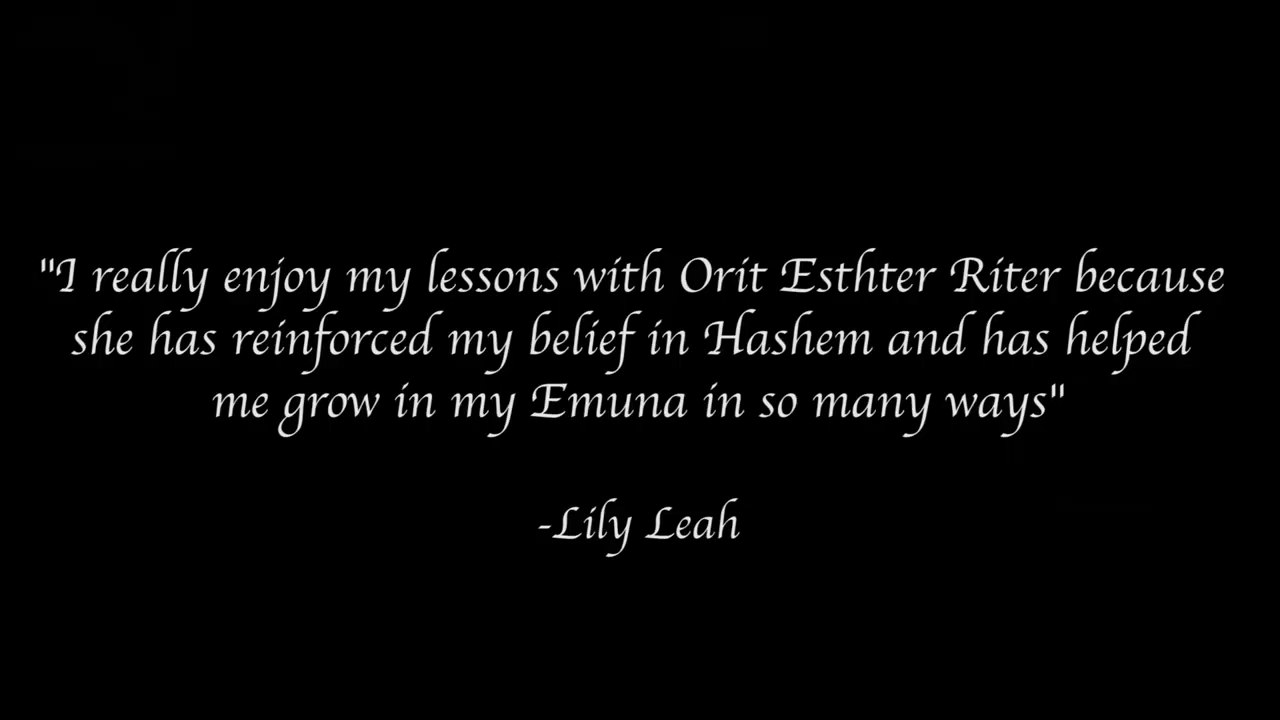 "I really enjoy my lessons with Orit Esthter Riter because
she has reinforced my belief in Hashem and has helped
me grow in my Emuna in so many ways"
-Lily Leah